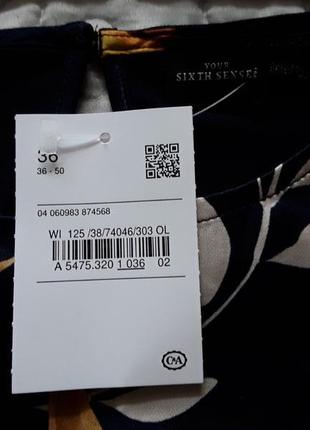 YOUR
SIXTH SENSE
36
36 - 50
04 060983 874568
WI 125 /38/74046/303 OL
A 5475.320 1 036 02
C&A